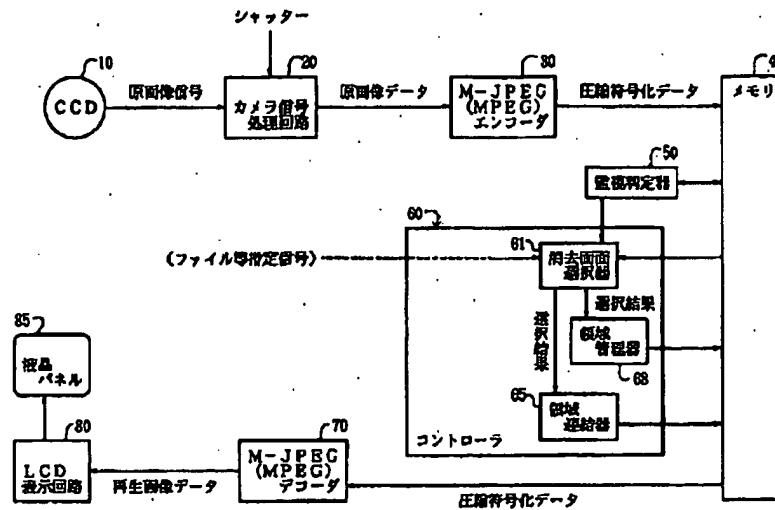 シャッター
10
20
30
4
CCD
原画像信号
カメラ信号
処理回路
原画像データ
M-JPEG
(MPEG)
エンコーダ
圧縮符号化データ
メモリ
50
監視判定器
60
61
(ファイル等指定信号)
消去画面
選択器
選択結果
選択結果
領域
管理器
68
85
液晶
パネル
65
領域
連結器
コントローラ
80
70
LCD
表示回路
再生画像データ
M-JPEG
(MPEG)
デコーダ
圧縮符号化データ